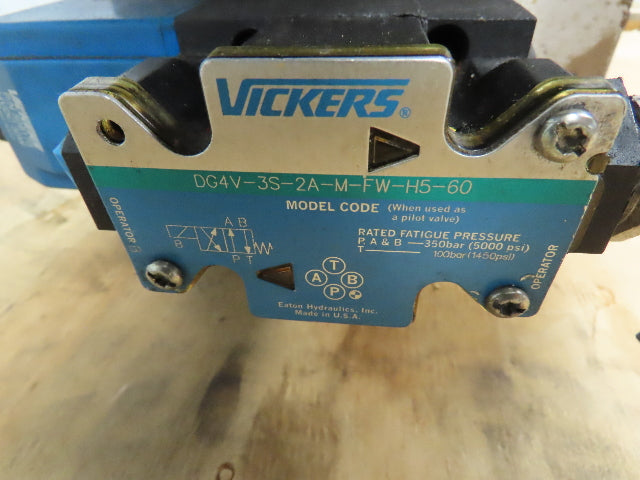 VICKERS®
DG4V-3S-2A-M-FW-H5-60
MODEL CODE (When used as a pilot valve)
RATED FATIGUE PRESSURE
P, A & B —350bar (5000 psi)
T —— 100bar (1450psi)
OPERATOR
A B
B
P T
T
A B
P
OPERATOR
Eaton Hydraulics, Inc.
Made in U.S.A.